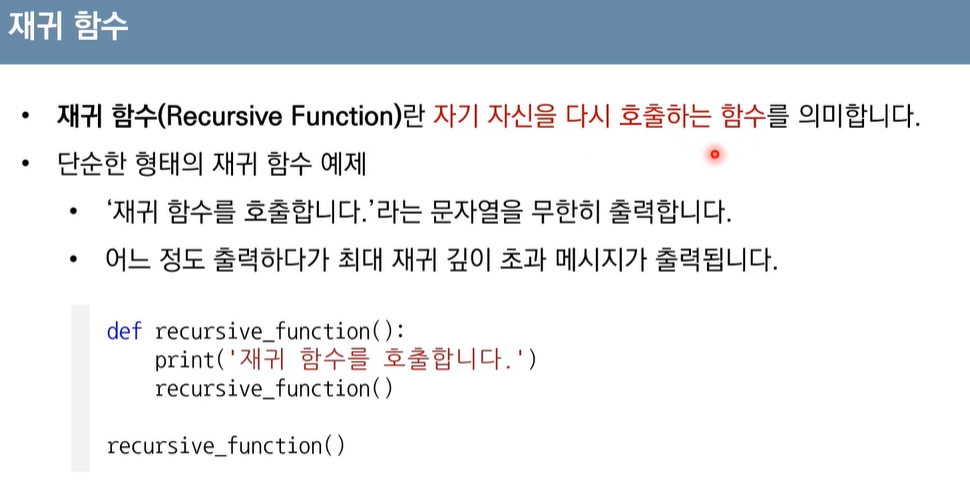 재귀 함수
• 재귀 함수(Recursive Function)란 자기 자신을 다시 호출하는 함수를 의미합니다.
• 단순한 형태의 재귀 함수 예제
• ‘재귀 함수를 호출합니다.’라는 문자열을 무한히 출력합니다.
• 어느 정도 출력하다가 최대 재귀 깊이 초과 메시지가 출력됩니다.
def recursive_function():
    print('재귀 함수를 호출합니다.')
    recursive_function()
recursive_function()